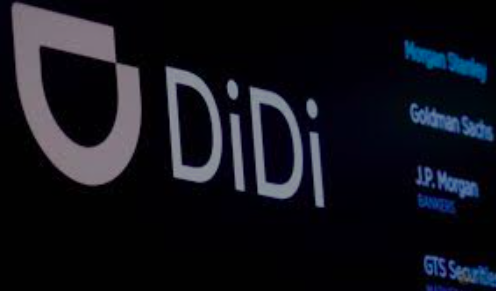 DiDi
Morgan Stanley
Goldman Sachs
J.P. Morgan
BANKERS
GTS Securities